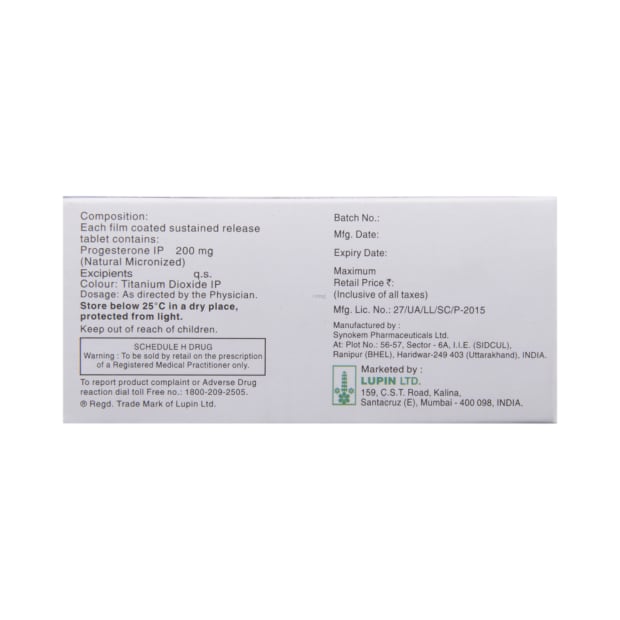 Composition:
Each film coated sustained release
tablet contains:
Progesterone IP 200 mg
(Natural Micronized)
Excipients q.s.
Colour: Titanium Dioxide IP
Dosage: As directed by the Physician.
Store below 25°C in a dry place,
protected from light.
Keep out of reach of children.
SCHEDULE H DRUG
Warning : To be sold by retail on the prescription
of a Registered Medical Practitioner only.
To report product complaint or Adverse Drug
reaction dial toll Free no.: 1800-209-2505.
® Regd. Trade Mark of Lupin Ltd.
Batch No.:
Mfg. Date:
Expiry Date:
Maximum
Retail Price ₹:
(Inclusive of all taxes)
Mfg. Lic. No.: 27/UA/LL/SC/P-2015
Manufactured by :
Synokem Pharmaceuticals Ltd.
At: Plot No.: 56-57, Sector - 6A, I.I.E. (SIDCUL),
Ranipur (BHEL), Haridwar-249 403 (Uttarakhand), INDIA.
Marketed by :
LUPIN LTD.
159, C.S.T. Road, Kalina,
Santacruz (E), Mumbai - 400 098, INDIA.